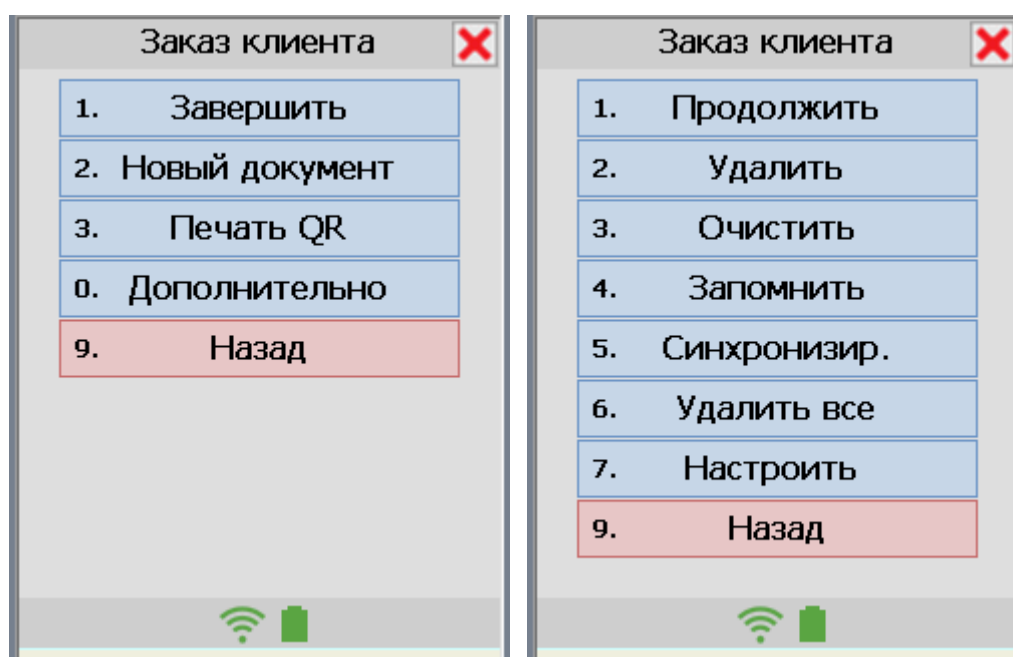 Заказ клиента
1. Завершить
2. Новый документ
3. Печать QR
0. Дополнительно
9. Назад
Заказ клиента
1. Продолжить
2. Удалить
3. Очистить
4. Запомнить
5. Синхронизир.
6. Удалить все
7. Настроить
9. Назад